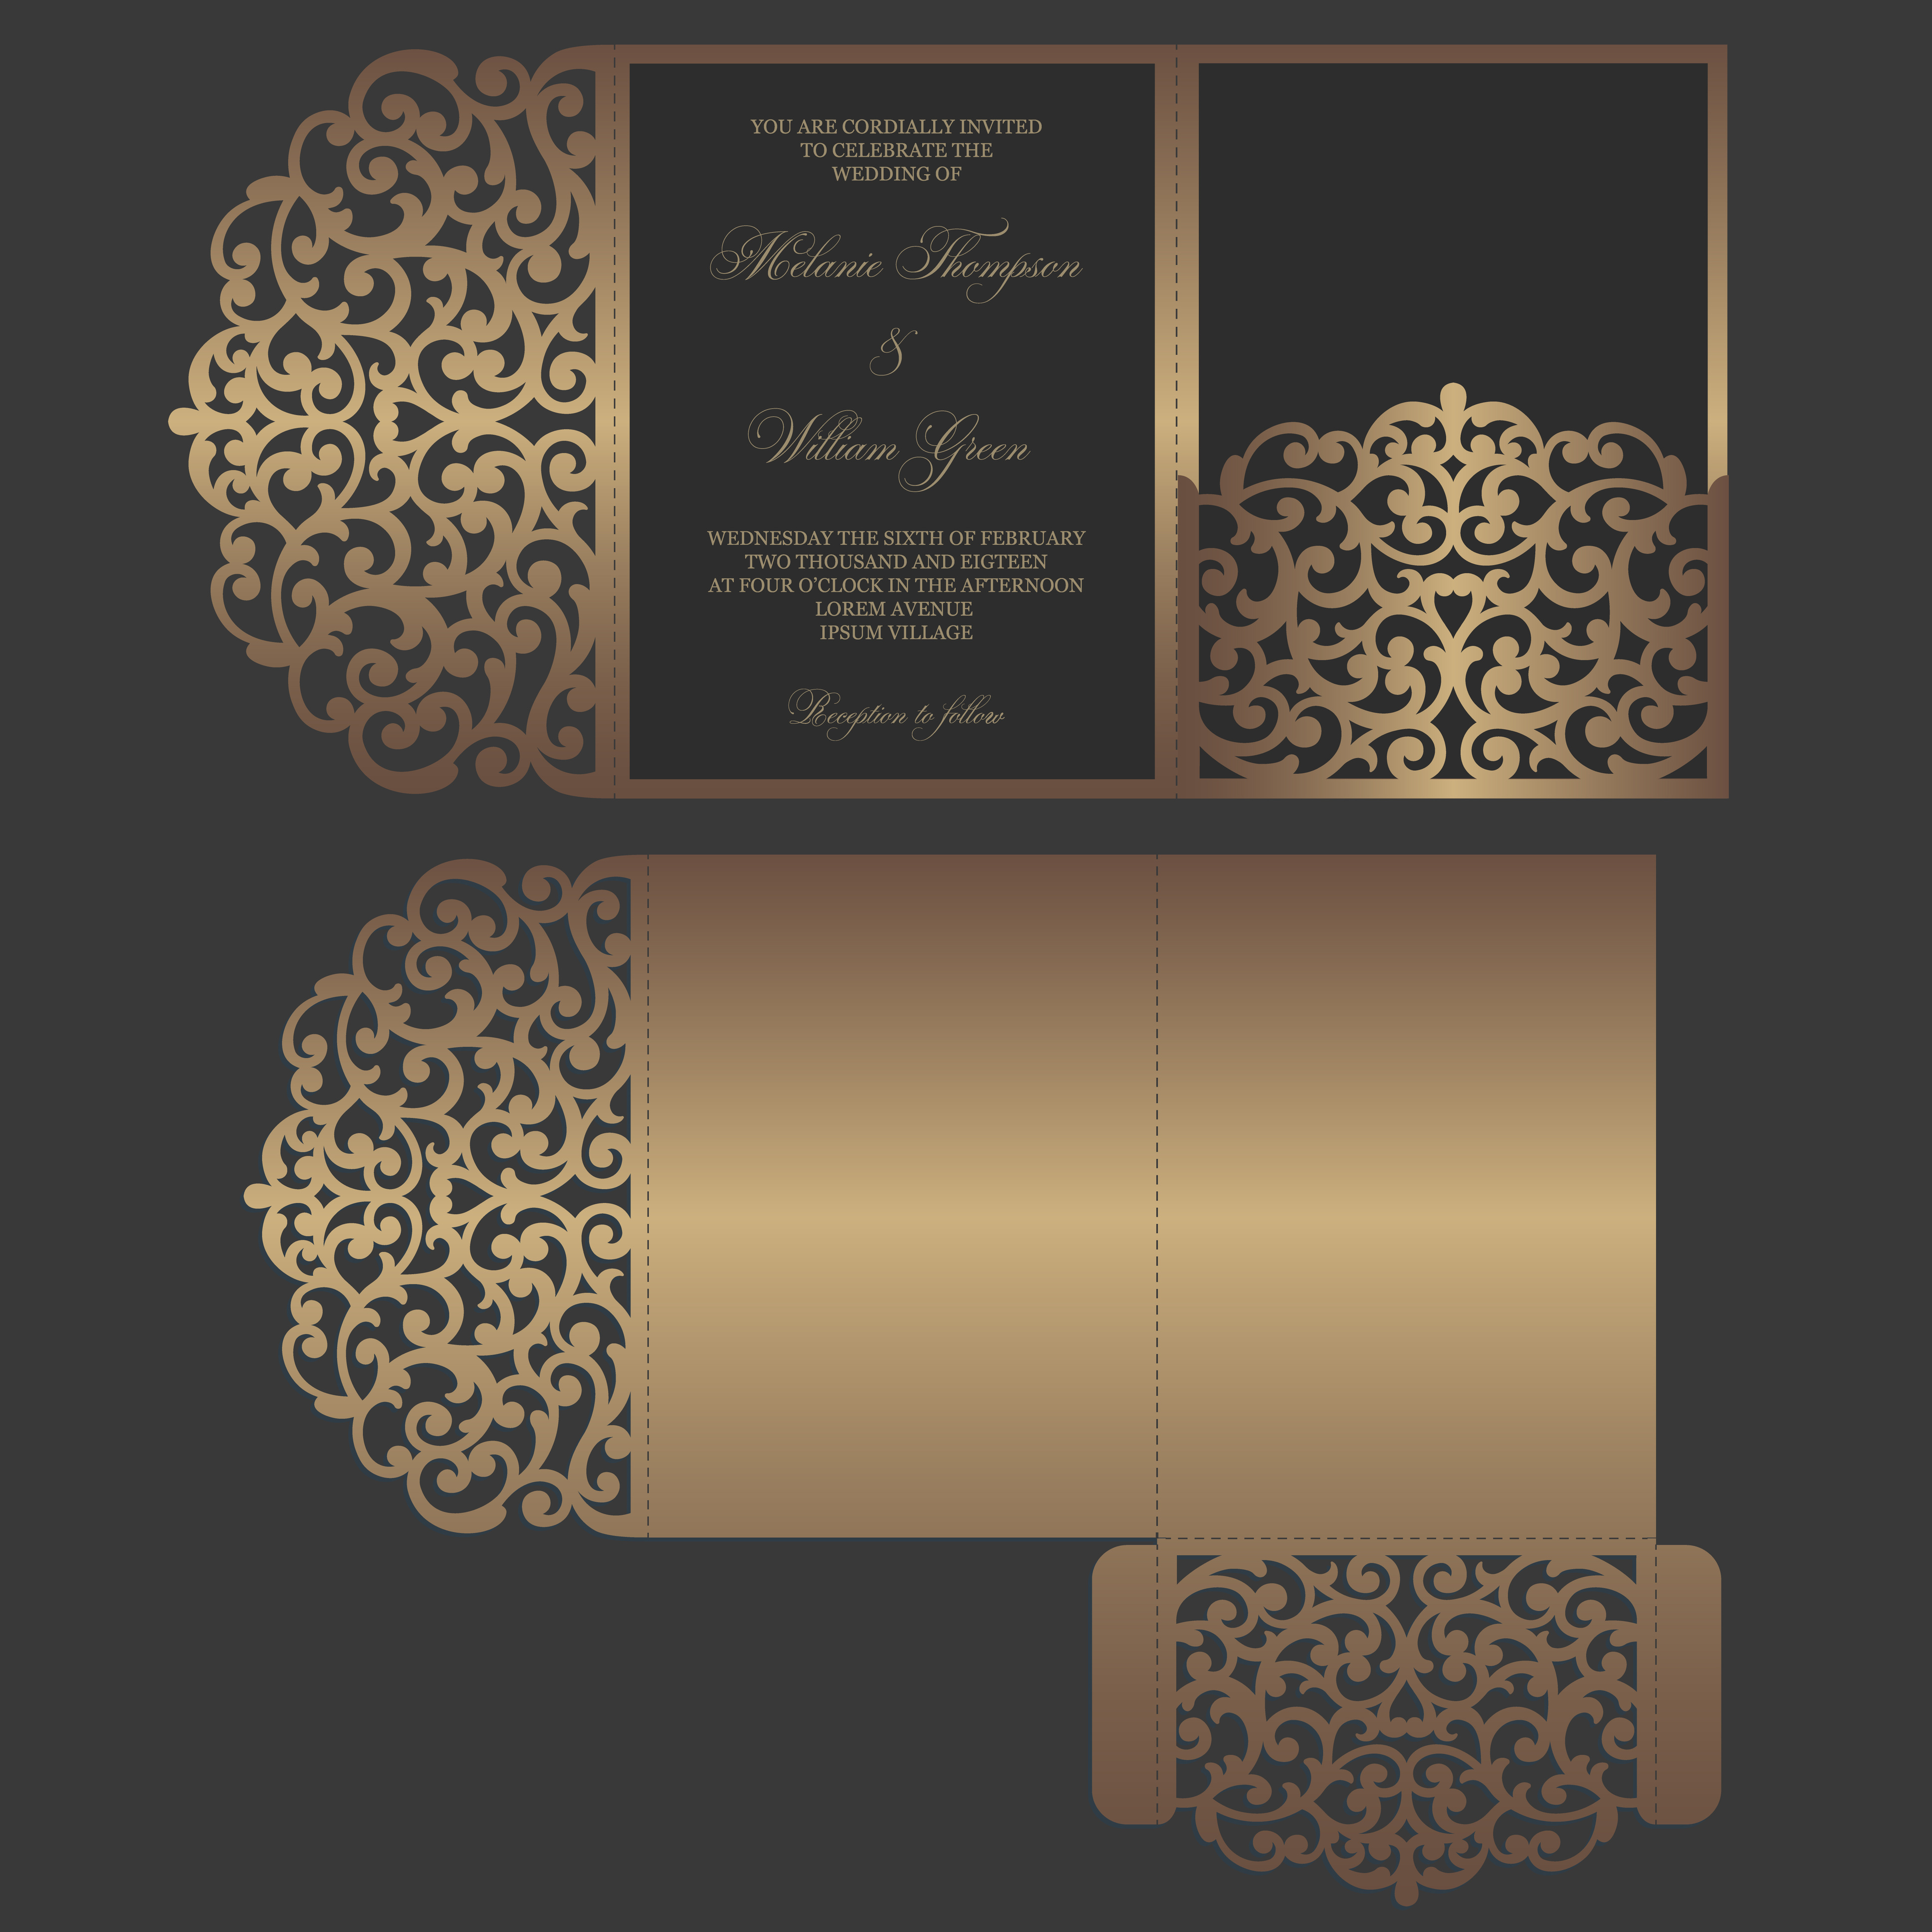 YOU ARE CORDIALLY INVITED
TO CELEBRATE THE
WEDDING OF
Melanie Thompson
&
William Green
WEDNESDAY THE SIXTH OF FEBRUARY
TWO THOUSAND AND EIGTEEN
AT FOUR O'CLOCK IN THE AFTERNOON
LOREM AVENUE
IPSUM VILLAGE
Reception to follow